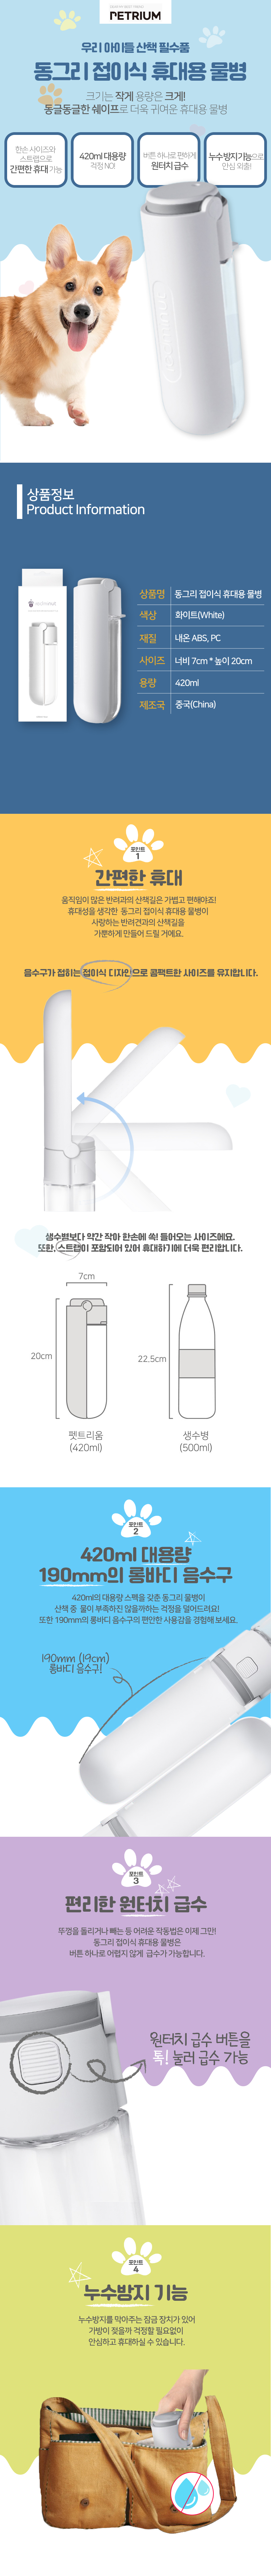 PETRIUM
우리 아이들 산책 필수품
동그리 접이식 휴대용 물병
크기는 작게 용량은 크게!
동글동글한 쉐이프로 더욱 귀여운 휴대용 물병
한손 사이즈와
스트랩으로
간편한 휴대 가능
420ml 대용량
걱정 NO!
버튼 하나로 편하게
원터치 급수
누수방지기능으로
안심 외출!
상품정보
Product Information
상품명 동그리 접이식 휴대용 물병
색상 화이트(White)
재질 내온 ABS, PC
사이즈 너비 7cm * 높이 20cm
용량 420ml
제조국 중국(China)
포인트
1
간편한 휴대
움직임이 많은 반려과의 산책길은 가볍고 편해야죠!
휴대성을 생각한 동그리 접이식 휴대용 물병이
사랑하는 반려견과의 산책길을
가뿐하게 만들어 드릴 거에요.
음수구가 접히는 접이식 디자인으로 콤팩트한 사이즈를 유지합니다.
생수병보다 약간 작아 한손에 쏙! 들어오는 사이즈에요.
또한, 스트랩이 포함되어 있어 휴대하기에 더욱 편리합니다.
7cm
20cm
22.5cm
펫트리움
(420ml)
생수병
(500ml)
포인트
2
420ml 대용량
190mm의 롱바디 음수구
420ml의 대용량 스펙을 갖춘 동그리 물병이
산책 중 물이 부족하진 않을까하는 걱정을 덜어드려요!
또한 190mm의 롱바디 음수구의 편안한 사용감을 경험해 보세요.
190mm (19cm)
롱바디 음수구!
포인트
3
편리한 원터치 급수
뚜껑을 돌리거나 빼는 등 어려운 작동법은 이제 그만!
동그리 접이식 휴대용 물병은
버튼 하나로 어렵지 않게 급수가 가능합니다.
원터치 급수 버튼을
톡! 눌러 급수 가능
포인트
4
누수방지 기능
누수방지를 막아주는 잠금 장치가 있어
가방이 젖을까 걱정할 필요없이
안심하고 휴대하실 수 있습니다.